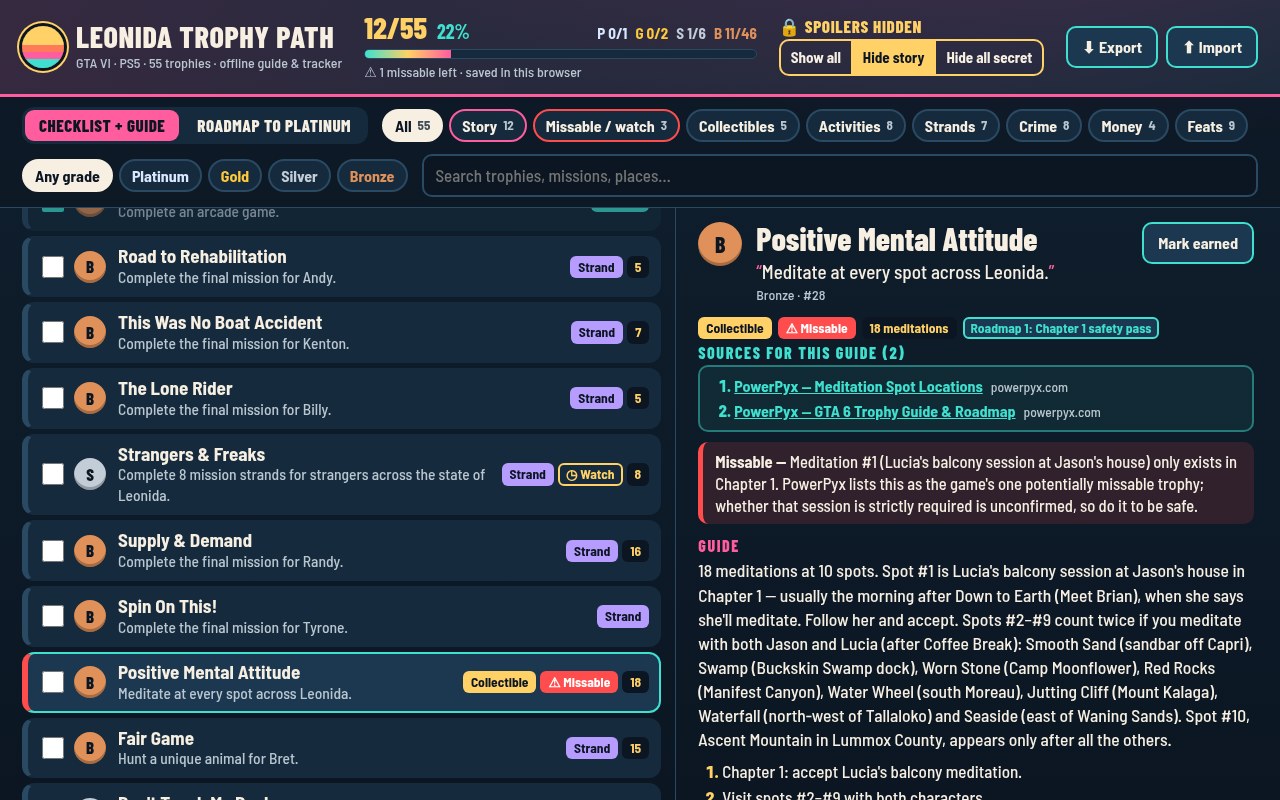 LEONIDA TROPHY PATH
GTA VI · PS5 · 55 trophies · offline guide & tracker
12/55 22%
P 0/1 G 0/2 S 1/6 B 11/46
⚠ 1 missable left · saved in this browser
🔒 SPOILERS HIDDEN
Show all Hide story Hide all secret
⬇ Export ⬆ Import
CHECKLIST + GUIDE ROADMAP TO PLATINUM
All 55 Story 12 Missable / watch 3 Collectibles 5 Activities 8 Strands 7 Crime 8 Money 4 Feats 9
Any grade Platinum Gold Silver Bronze
Search trophies, missions, places...
Complete an arcade game.
B Road to Rehabilitation
Complete the final mission for Andy.
Strand 5
B This Was No Boat Accident
Complete the final mission for Kenton.
Strand 7
B The Lone Rider
Complete the final mission for Billy.
Strand 5
S Strangers & Freaks
Complete 8 mission strands for strangers across the state of
Leonida.
Strand ◷ Watch 8
B Supply & Demand
Complete the final mission for Randy.
Strand 16
B Spin On This!
Complete the final mission for Tyrone.
Strand
B Positive Mental Attitude
Meditate at every spot across Leonida.
Collectible ⚠ Missable 18
B Fair Game
Hunt a unique animal for Bret.
Strand 15
B Positive Mental Attitude
Mark earned
"Meditate at every spot across Leonida."
Bronze · #28
Collectible ⚠ Missable 18 meditations Roadmap 1: Chapter 1 safety pass
SOURCES FOR THIS GUIDE (2)
1. PowerPyx — Meditation Spot Locations powerpyx.com
2. PowerPyx — GTA 6 Trophy Guide & Roadmap powerpyx.com
Missable — Meditation #1 (Lucia's balcony session at Jason's house) only exists in
Chapter 1. PowerPyx lists this as the game's one potentially missable trophy;
whether that session is strictly required is unconfirmed, so do it to be safe.
GUIDE
18 meditations at 10 spots. Spot #1 is Lucia's balcony session at Jason's house in
Chapter 1 — usually the morning after Down to Earth (Meet Brian), when she says
she'll meditate. Follow her and accept. Spots #2–#9 count twice if you meditate
with both Jason and Lucia (after Coffee Break): Smooth Sand (sandbar off Capri),
Swamp (Buckskin Swamp dock), Worn Stone (Camp Moonflower), Red Rocks
(Manifest Canyon), Water Wheel (south Moreau), Jutting Cliff (Mount Kalaga),
Waterfall (north-west of Tallaloko) and Seaside (east of Waning Sands). Spot #10,
Ascent Mountain in Lummox County, appears only after all the others.
1. Chapter 1: accept Lucia's balcony meditation.
2. Visit spots #2–#9 with both characters